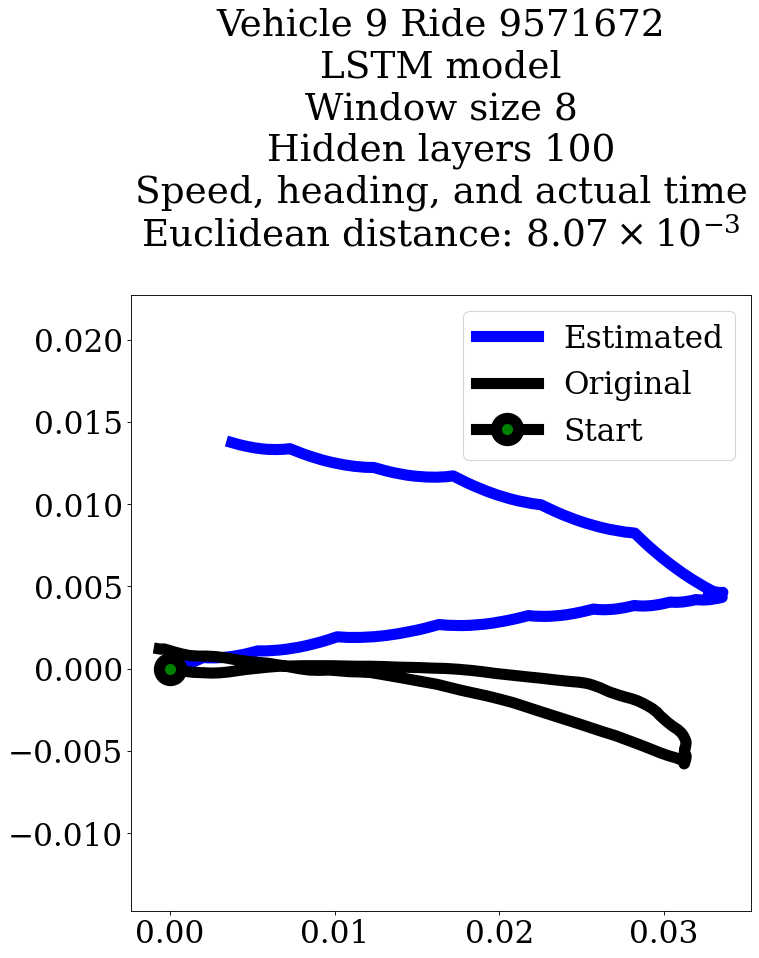 Vehicle 9 Ride 9571672
LSTM model
Window size 8
Hidden layers 100
Speed, heading, and actual time
Euclidean distance: 8.07 × 10⁻³
Estimated
Original
Start
0.020
0.015
0.010
0.005
0.000
−0.005
−0.010
0.00 0.01 0.02 0.03